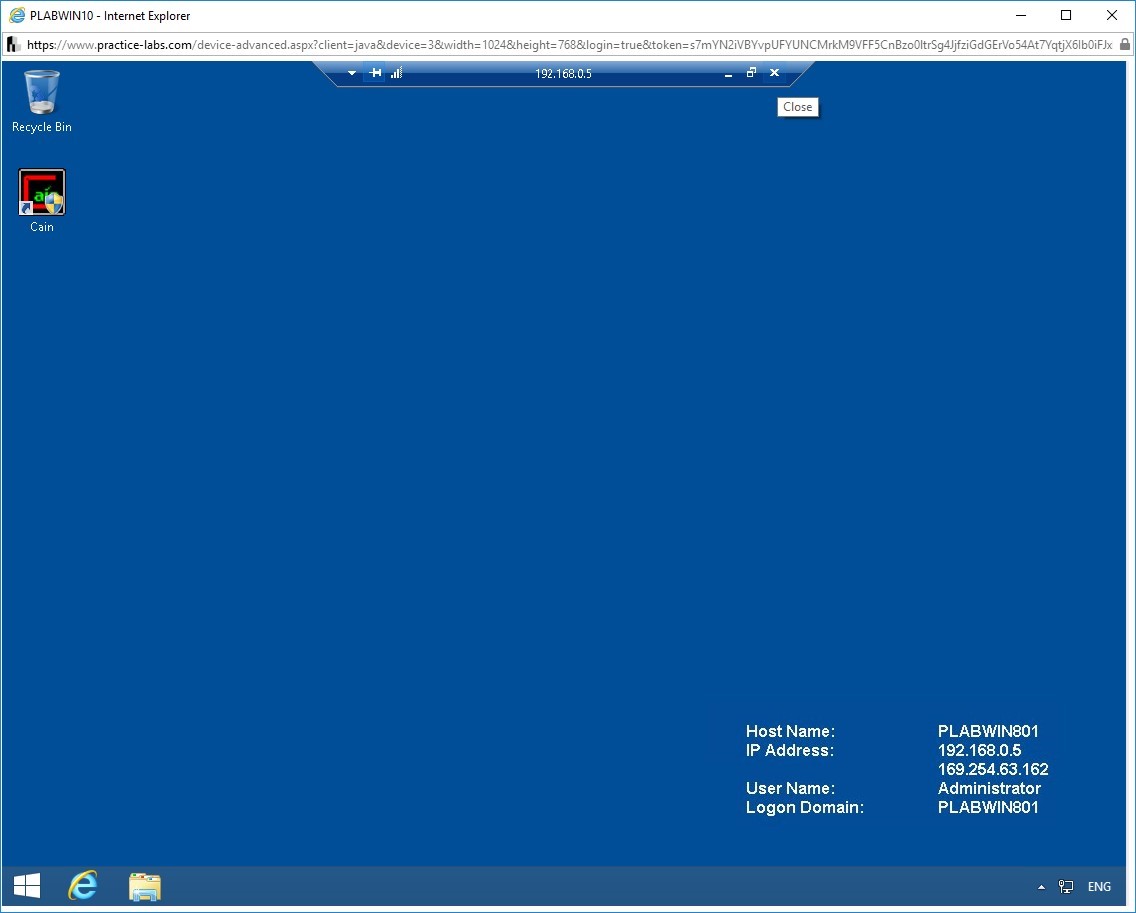 PLABWIN10 - Internet Explorer
https://www.practice-labs.com/device-advanced.aspx?client=java&device=3&width=1024&height=768&login=true&token=s7mYN2iVBYvpUFYUNCMrkM9VFF5CnBzo0ltrSg4JjfziGdGErVo54At7YqtjX6lb0iFJx
192.168.0.5
Close
Recycle Bin
Cain
Host Name: PLABWIN801
IP Address: 192.168.0.5
169.254.63.162
User Name: Administrator
Logon Domain: PLABWIN801
ENG